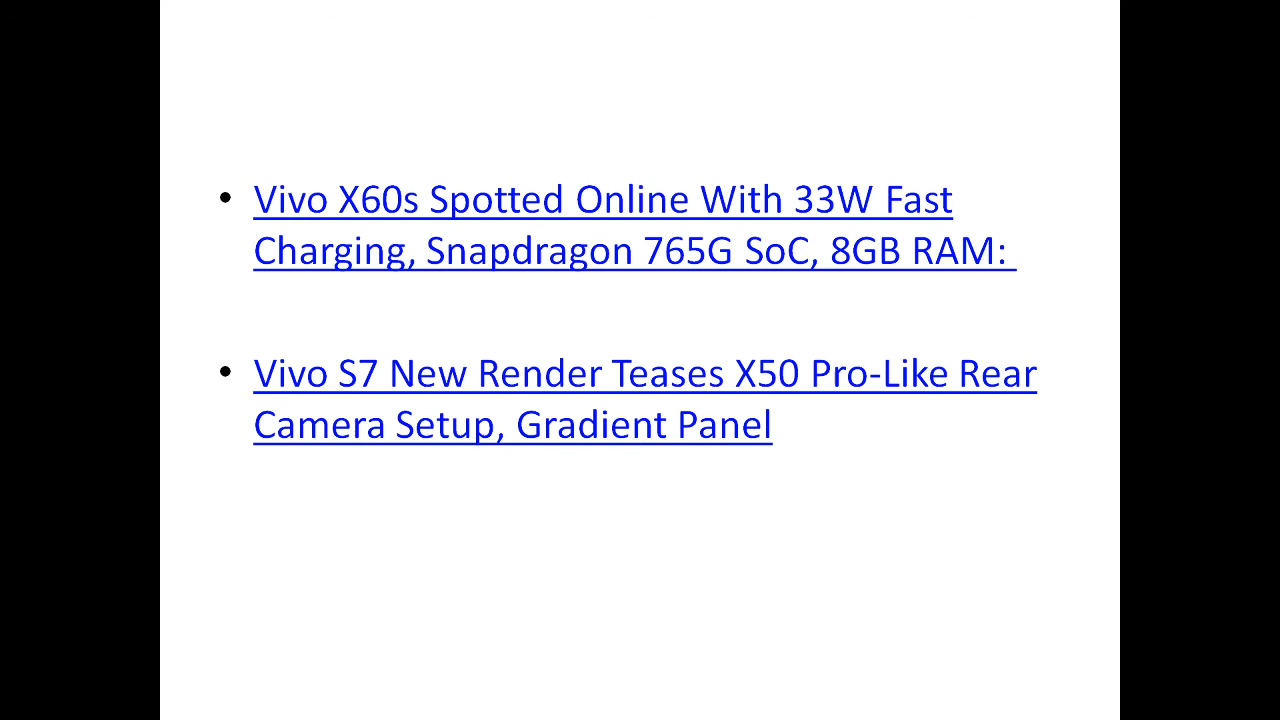 • Vivo X60s Spotted Online With 33W Fast
Charging, Snapdragon 765G SoC, 8GB RAM:
• Vivo S7 New Render Teases X50 Pro-Like Rear
Camera Setup, Gradient Panel